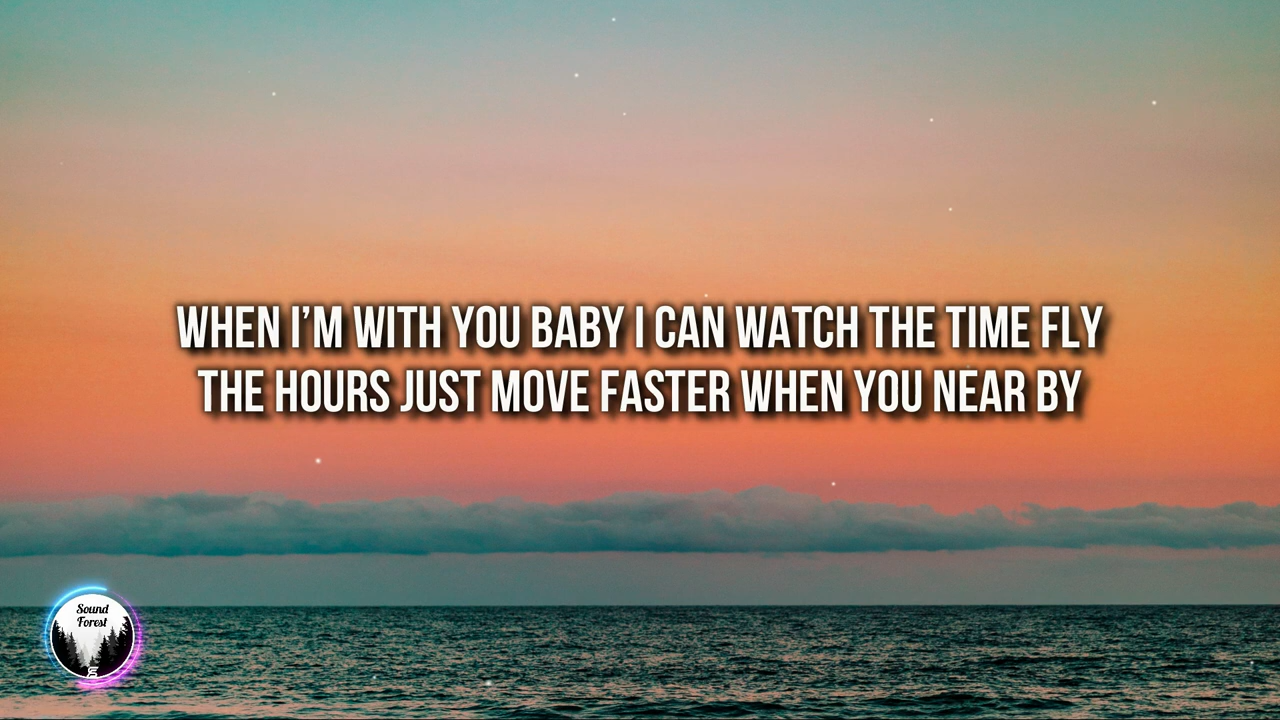 WHEN I'M WITH YOU BABY I CAN WATCH THE TIME FLY
THE HOURS JUST MOVE FASTER WHEN YOU NEAR BY
Sound
Forest